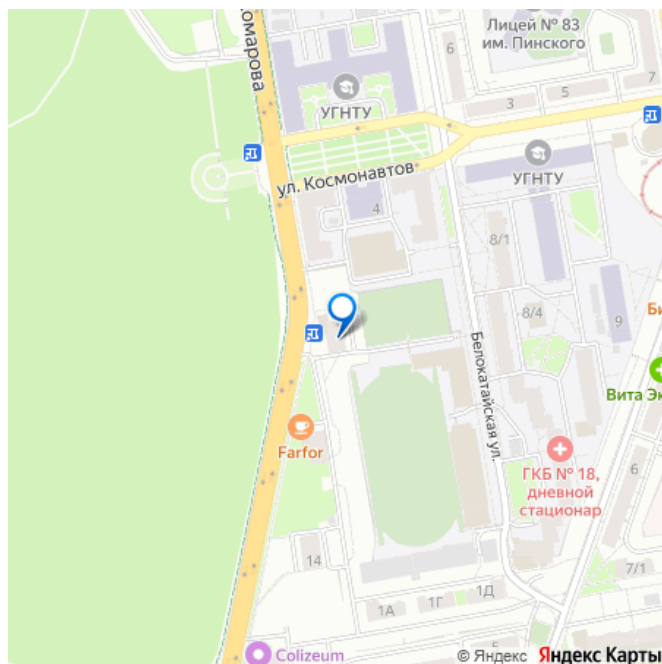 Комарова
Лицей № 83
им. Пинского
6
7
5
3
УГНТУ
УГНТУ
ул. Космонавтов
4
8/1
8/4
9
Би
Белокатайская ул.
Вита Эк
Farfor
ГКБ № 18,
дневной
стационар
6
14
7/1
1А
1Г
1Д
5
Colizeum
© Яндекс Яндекс Карты